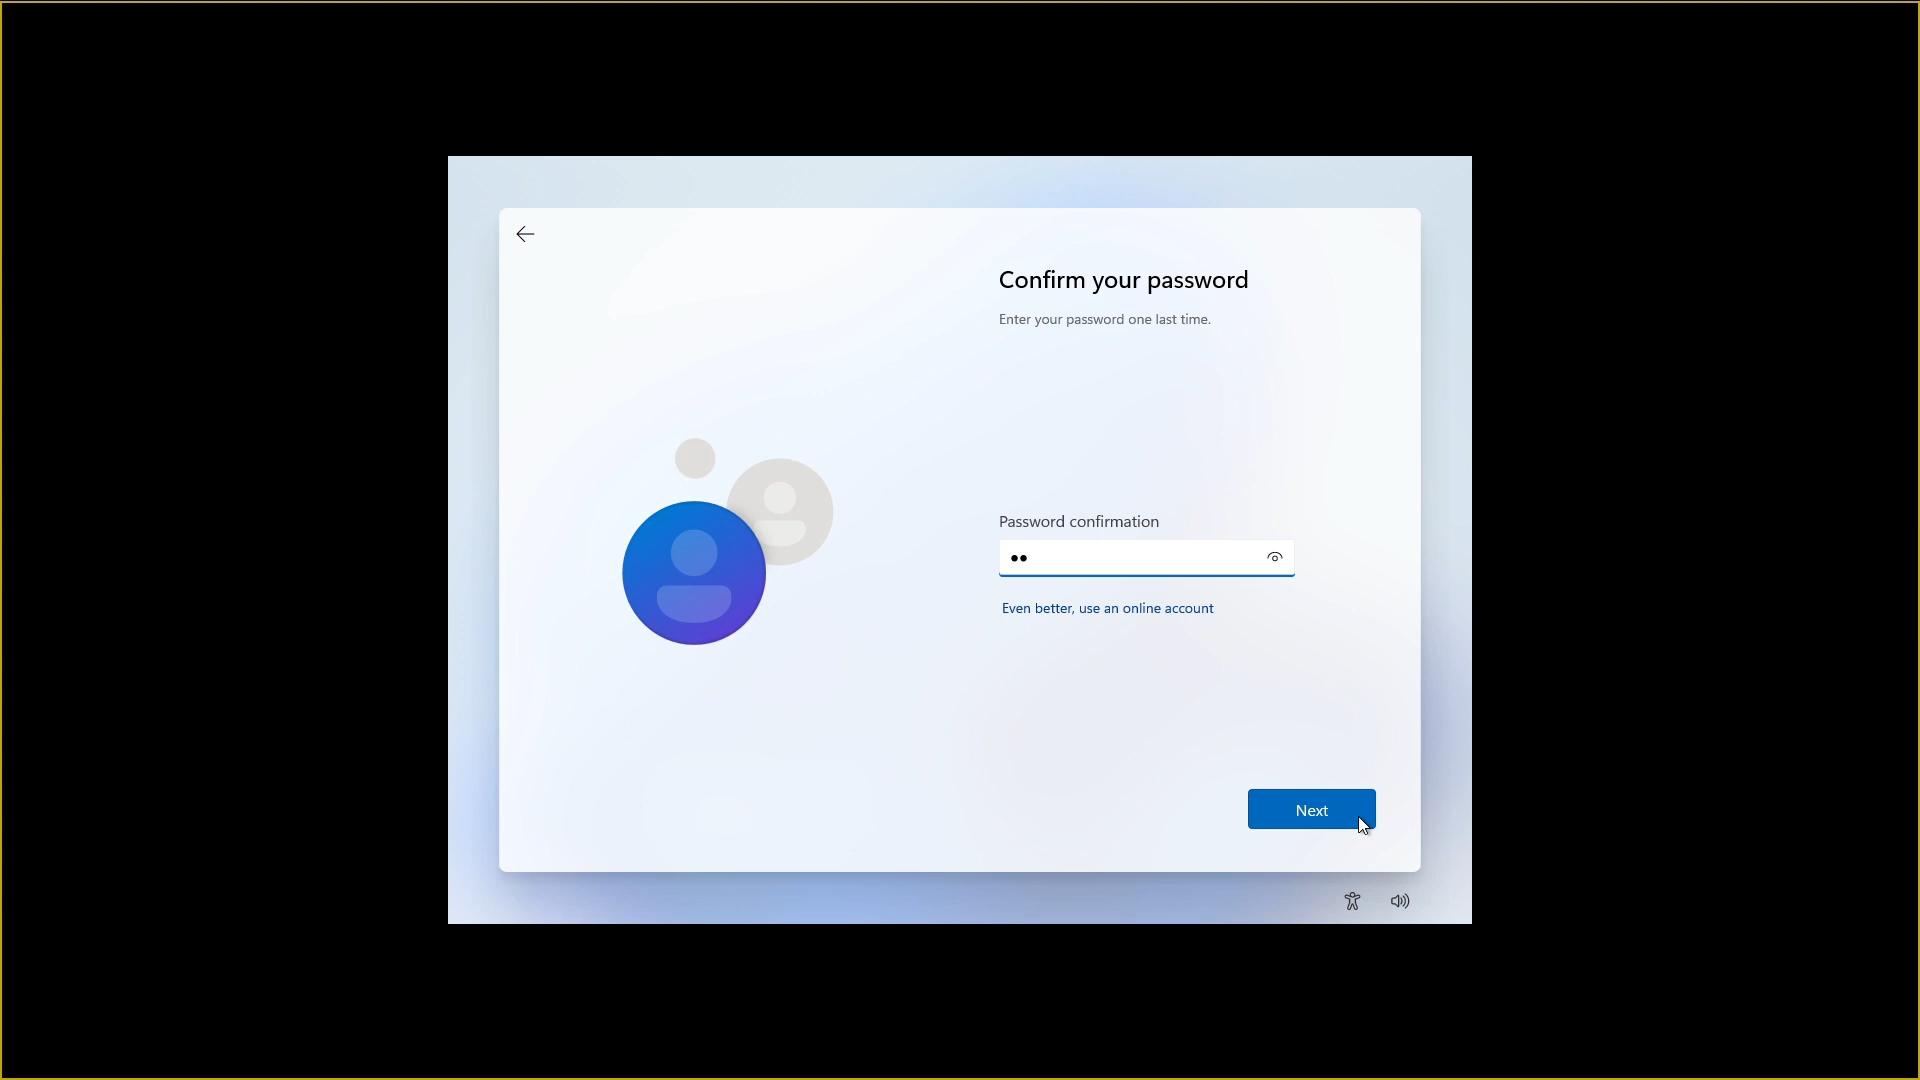 Confirm your password
Enter your password one last time.
Password confirmation
●●
Even better, use an online account
Next